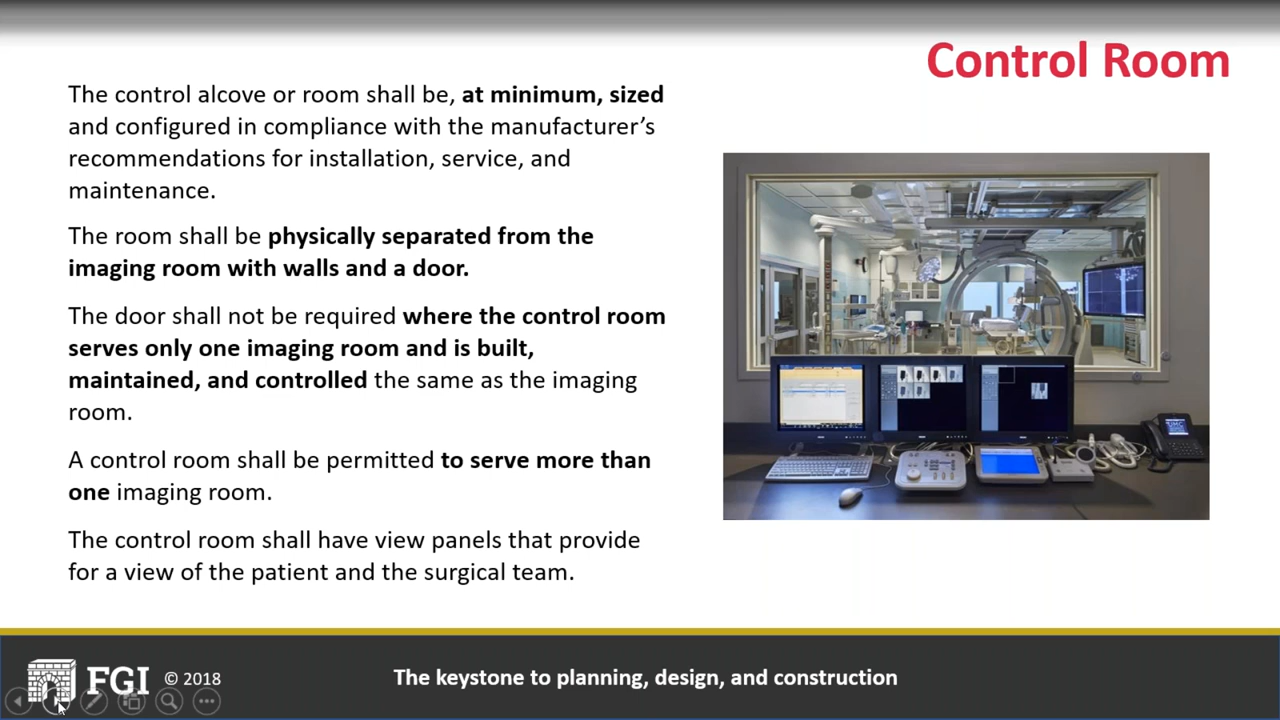 Control Room
The control alcove or room shall be, at minimum, sized
and configured in compliance with the manufacturer’s
recommendations for installation, service, and
maintenance.
The room shall be physically separated from the
imaging room with walls and a door.
The door shall not be required where the control room
serves only one imaging room and is built,
maintained, and controlled the same as the imaging
room.
A control room shall be permitted to serve more than
one imaging room.
The control room shall have view panels that provide
for a view of the patient and the surgical team.
FGI © 2018
The keystone to planning, design, and construction